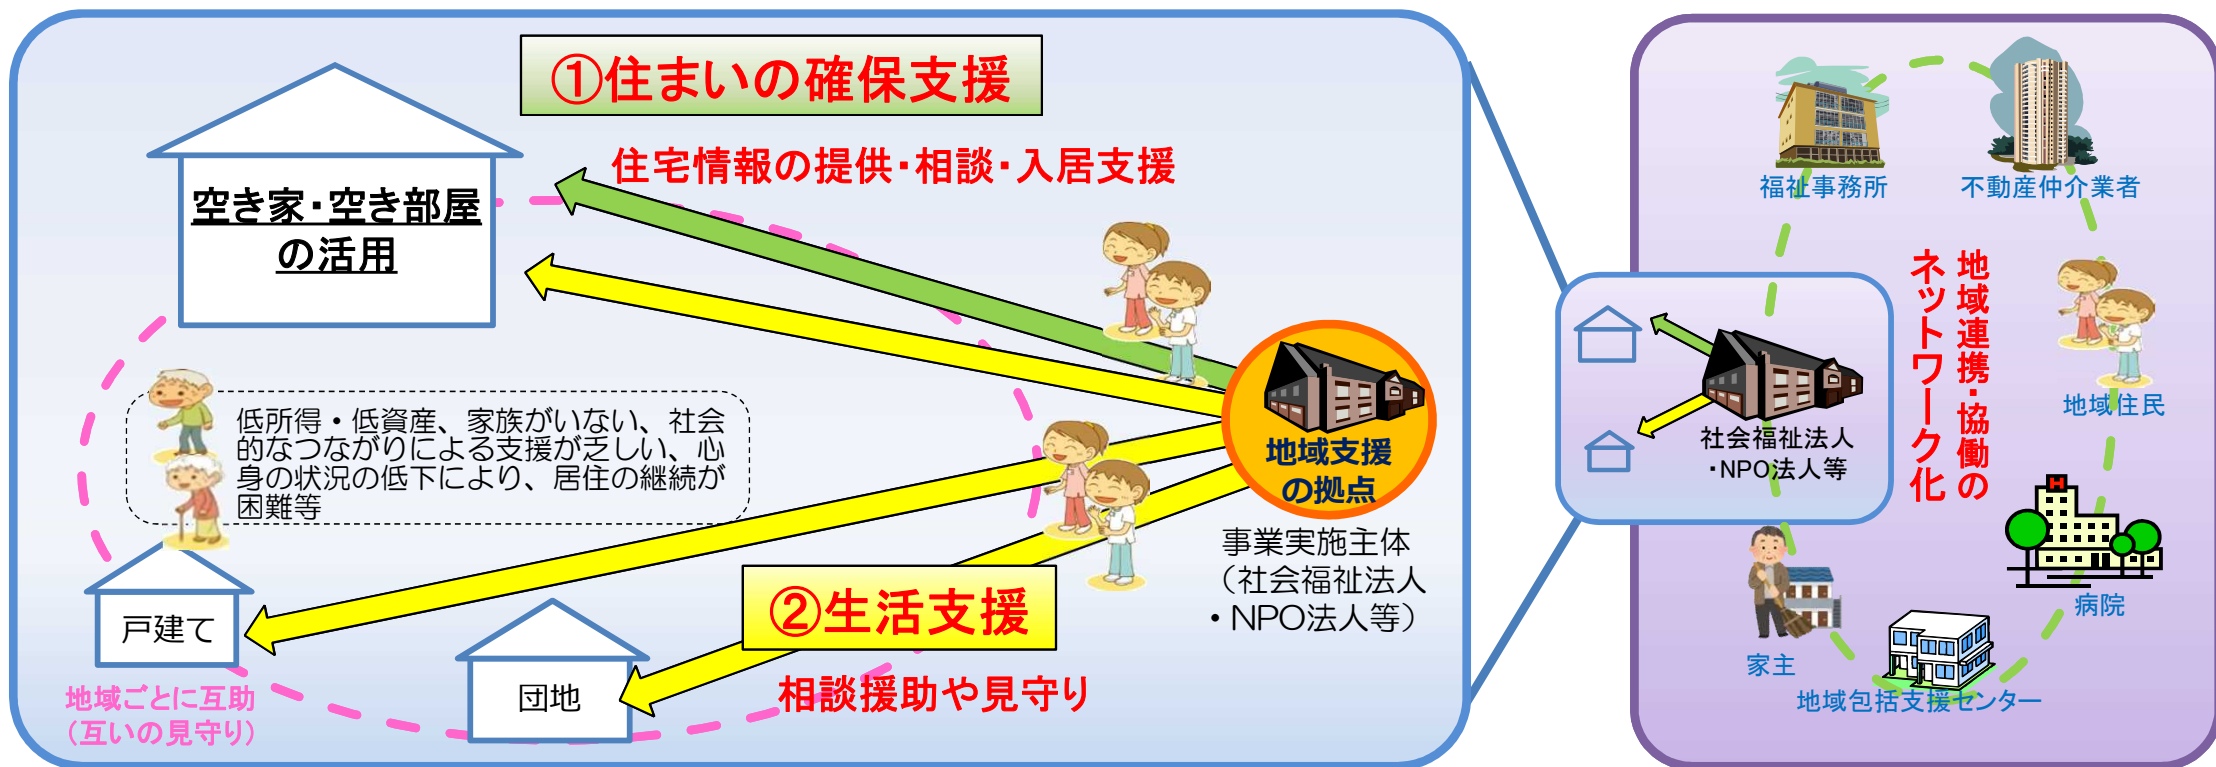 ①住まいの確保支援
住宅情報の提供・相談・入居支援
空き家・空き部屋
の活用
低所得・低資産、家族がいない、社会
的なつながりによる支援が乏しい、心
身の状況の低下により、居住の継続が
困難等
地域支援
の拠点
事業実施主体
（社会福祉法人
・NPO法人等）
戸建て
団地
②生活支援
相談援助や見守り
地域ごとに互助
（互いの見守り）
福祉事務所
不動産仲介業者
地域連携・協働の
ネットワーク化
地域住民
社会福祉法人
・NPO法人等
H
病院
家主
地域包括支援センター